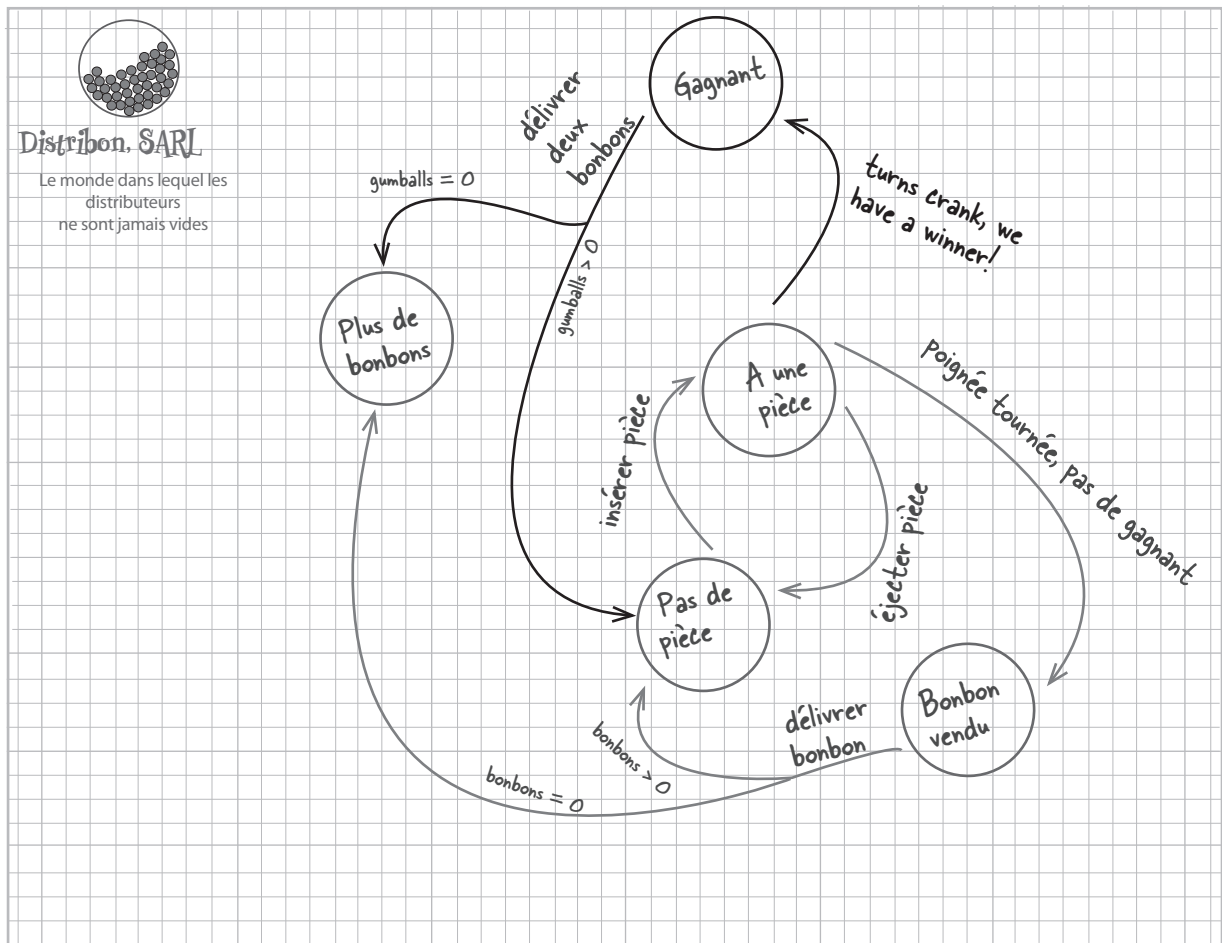 Distribon, SARL
Le monde dans lequel les
distributeurs
ne sont jamais vides
Gagnant
délivrer
deux
bonbons
gumballs = 0
gumballs > 0
turns crank, we
have a winner!
Plus de
bonbons
A une
pièce
poignée tournée, pas de gagnant
insérer pièce
éjecter pièce
Pas de
pièce
Bonbon
vendu
délivrer
bonbon
bonbons > 0
bonbons = 0